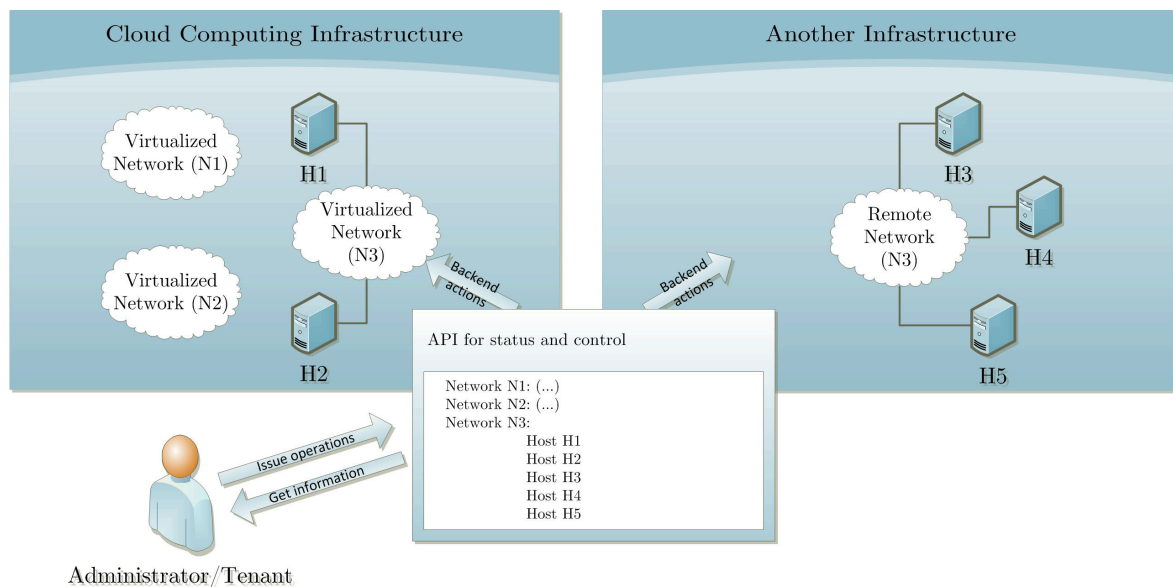 Cloud Computing Infrastructure
Virtualized
Network (N1)
H1
Virtualized
Network
(N3)
Virtualized
Network (N2)
H2
Backend
actions
Another Infrastructure
H3
Remote
Network
(N3)
H4
H5
Backend
actions
API for status and control
Network N1: (...)
Network N2: (...)
Network N3:
Host H1
Host H2
Host H3
Host H4
Host H5
Issue operations
Get information
Administrator/Tenant